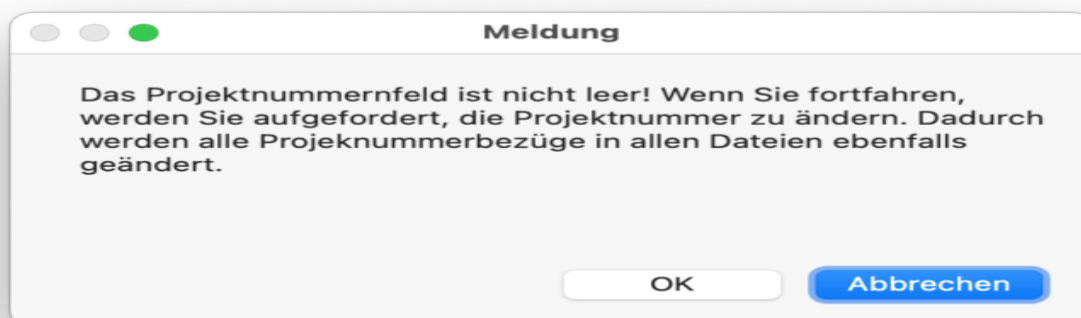 Meldung
Das Projektnummernfeld ist nicht leer! Wenn Sie fortfahren,
werden Sie aufgefordert, die Projektnummer zu ändern. Dadurch
werden alle Projeknummerbezüge in allen Dateien ebenfalls
geändert.
OK
Abbrechen